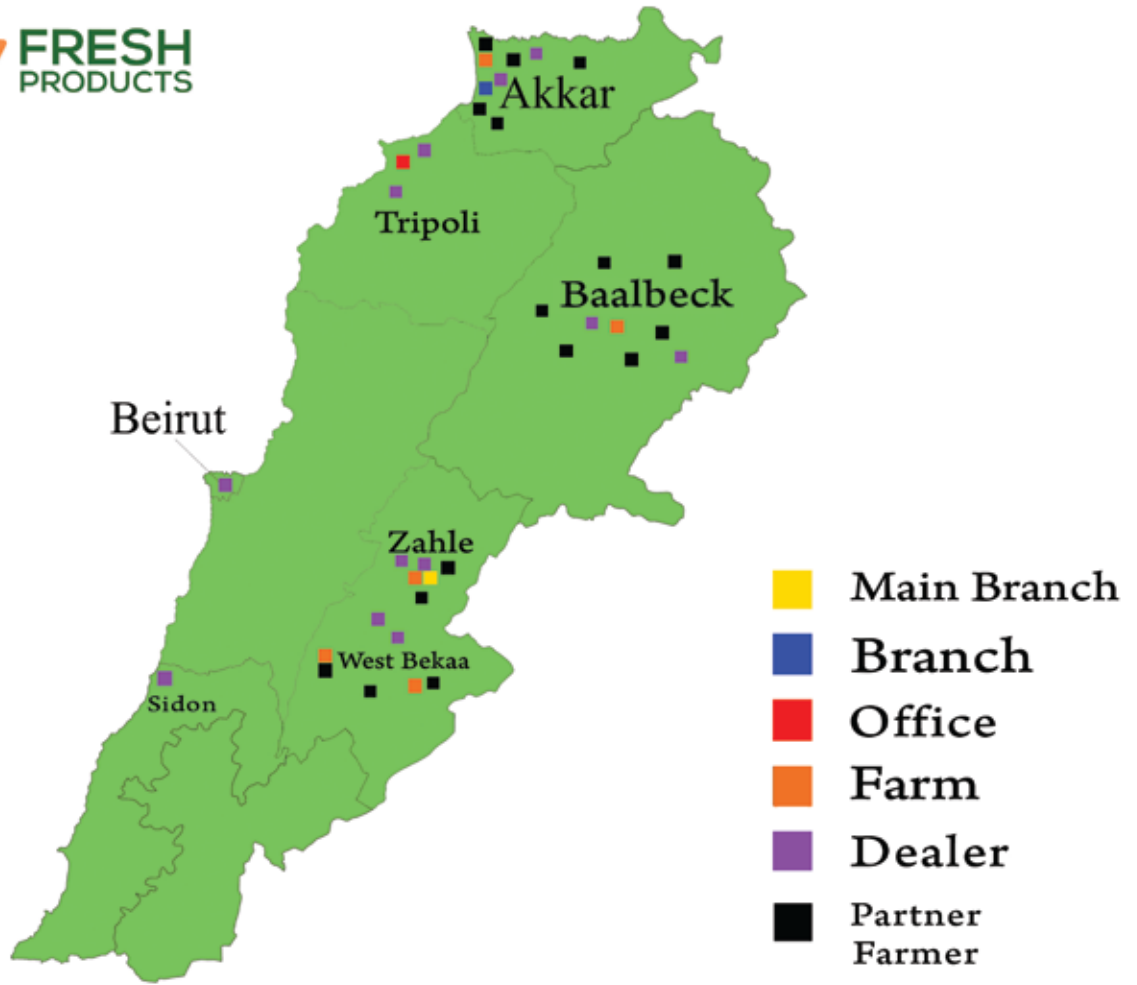 FRESH
PRODUCTS
Akkar
Tripoli
Baalbeck
Beirut
Zahle
West Bekaa
Sidon
Main Branch
Branch
Office
Farm
Dealer
Partner
Farmer